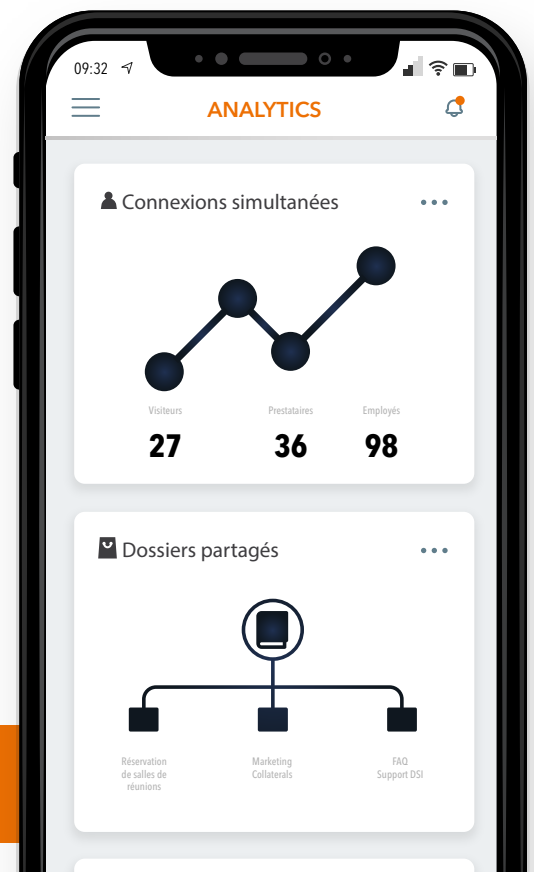 09:32
ANALYTICS
Connexions simultanées
Visiteurs Prestataires Employés
27 36 98
Dossiers partagés
Réservation
de salles de
réunions
Marketing
Collaterals
FAQ
Support DSI